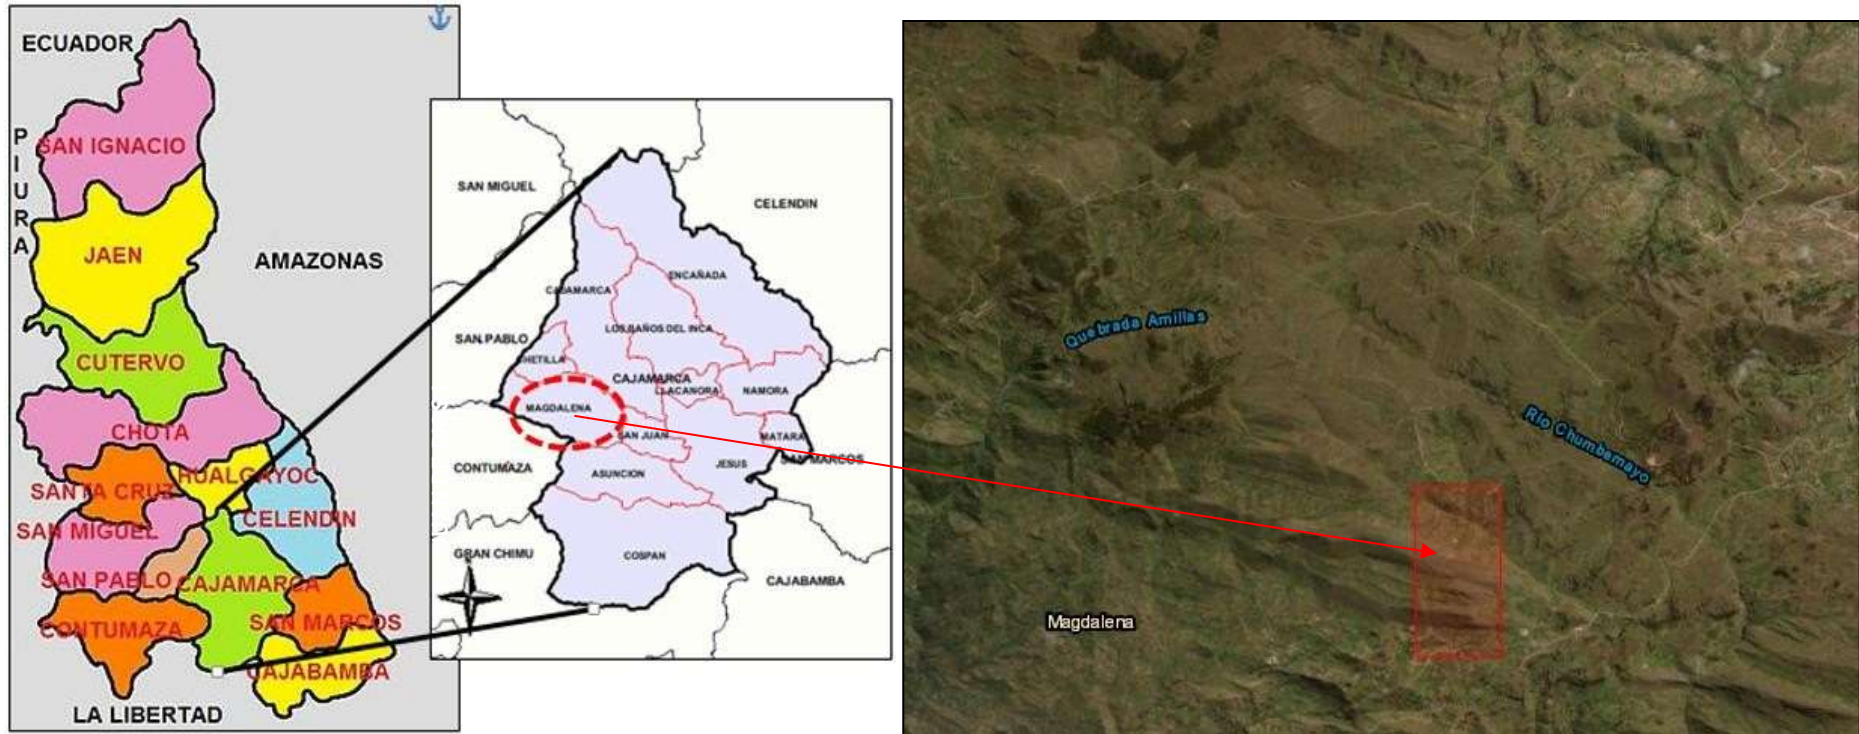 ECUADOR
PIURA
SAN IGNACIO
JAEN
AMAZONAS
CUTERVO
CHOTA
HUALGAYOC
SANTA CRUZ
CELENDIN
SAN MIGUEL
SAN PABLO
CAJAMARCA
CONTUMAZA
SAN MARCOS
CAJABAMBA
LA LIBERTAD
SAN MIGUEL
CELENDIN
ENCAÑADA
CAJAMARCA
LOS BAÑOS DEL INCA
SAN PABLO
CHETILLA
CAJAMARCA
LLACANORA
NAMORA
MAGDALENA
SAN JUAN
MATARA
SAN MARCOS
CONTUMAZA
ASUNCION
JESUS
GRAN CHIMU
COSPAN
CAJABAMBA
Quebrada Amillas
Río Chumbamayo
Magdalena